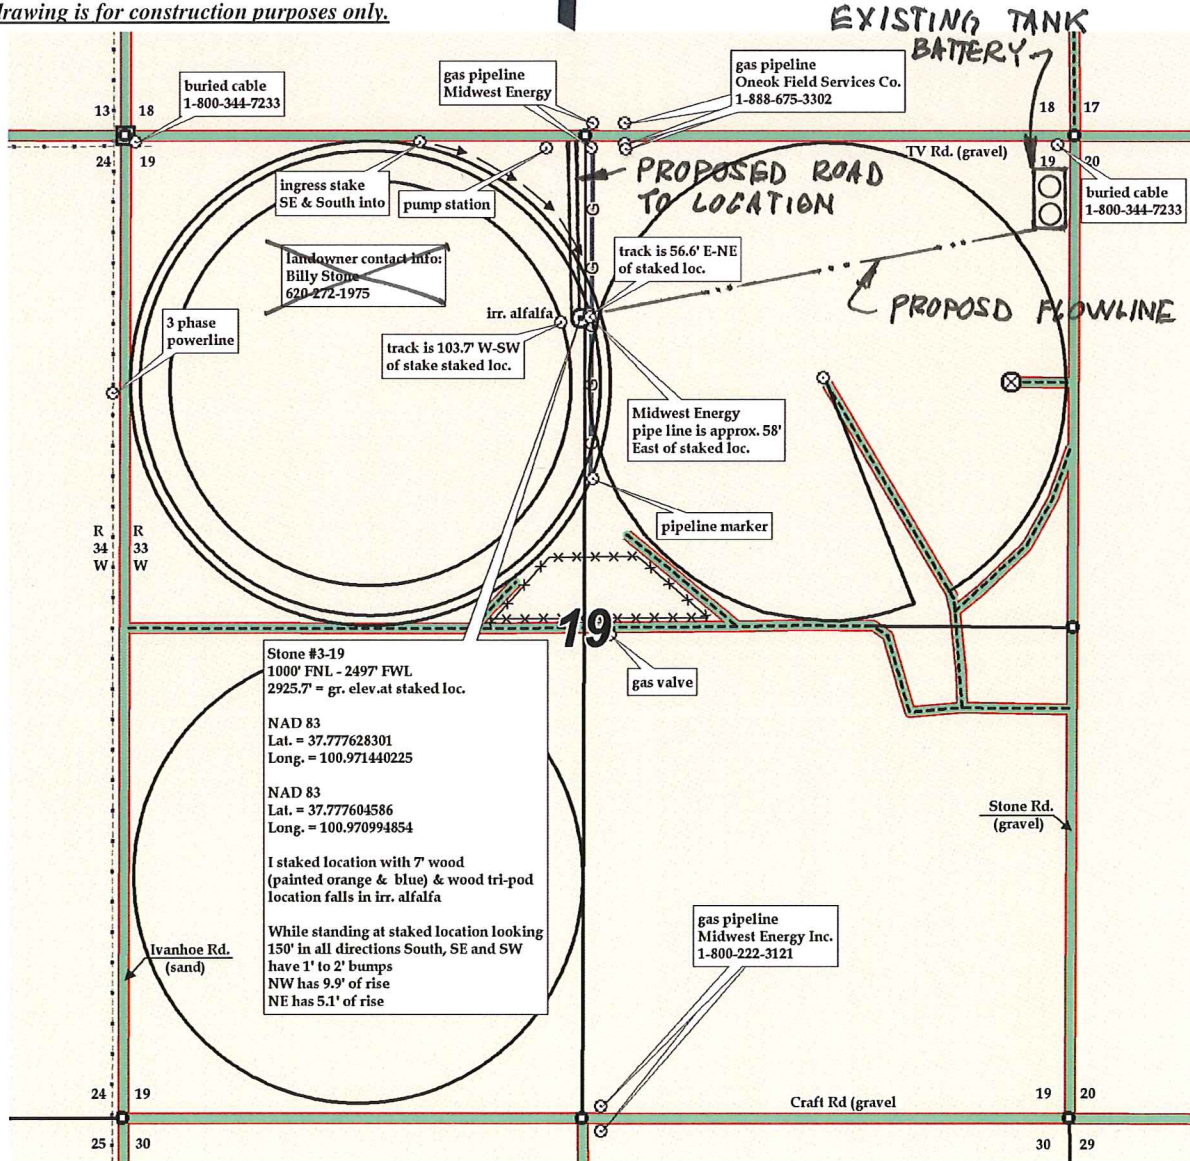 drawing is for construction purposes only.
EXISTING TANK
BATTERY
buried cable
1-800-344-7233
gas pipeline
Midwest Energy
gas pipeline
Oneok Field Services Co.
1-888-675-3302
13 18
18 17
24 19
TV Rd. (gravel)
19 20
ingress stake
SE & South into
pump station
PROPOSED ROAD
TO LOCATION
buried cable
1-800-344-7233
landowner contact info:
Billy Stone
620-272-1975
track is 56.6' E-NE
of staked loc.
G
G
G
G
PROPOSD FLOWLINE
irr. alfalfa
3 phase
powerline
track is 103.7' W-SW
of stake staked loc.
Midwest Energy
pipe line is approx. 58'
East of staked loc.
pipeline marker
R R
34 33
W W
19
gas valve
Stone #3-19
1000' FNL - 2497' FWL
2925.7' = gr. elev.at staked loc.
NAD 83
Lat. = 37.777628301
Long. = 100.971440225
NAD 83
Lat. = 37.777604586
Long. = 100.970994854
I staked location with 7' wood
(painted orange & blue) & wood tri-pod
location falls in irr. alfalfa
While standing at staked location looking
150' in all directions South, SE and SW
have 1' to 2' bumps
NW has 9.9' of rise
NE has 5.1' of rise
Stone Rd.
(gravel)
Ivanhoe Rd.
(sand)
gas pipeline
Midwest Energy Inc.
1-800-222-3121
24 19
Craft Rd (gravel
19 20
25 30
30 29